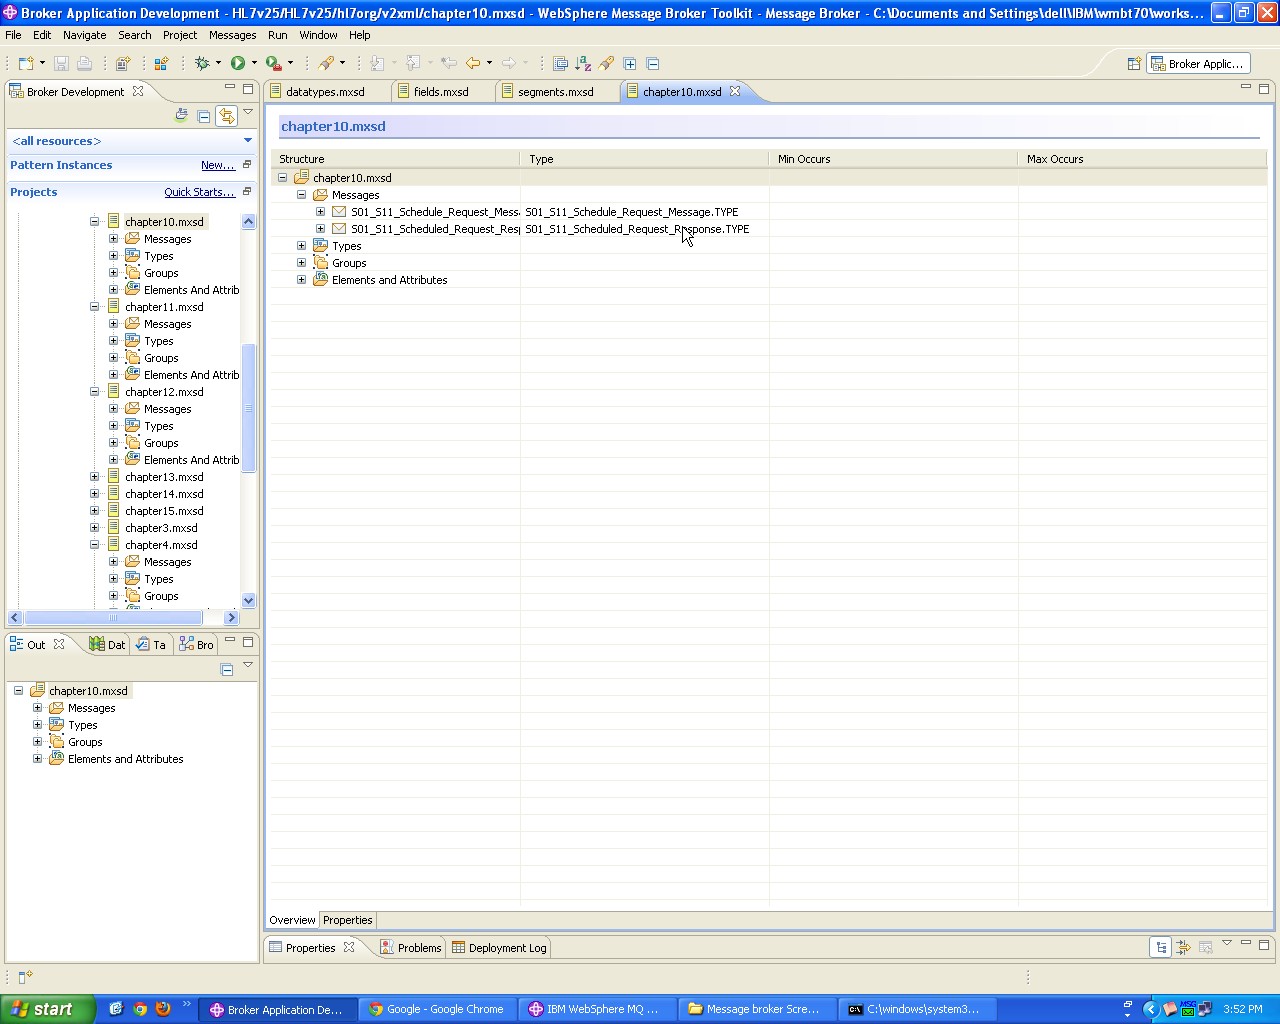 Broker Application Development - HL7v25/HL7v25/hl7org/v2xml/chapter10.mxsd - WebSphere Message Broker Toolkit - Message Broker - C:\Documents and Settings\dell\IBM\wmbt70\works...
File Edit Navigate Search Project Messages Run Window Help
Broker Applic...
Broker Development
datatypes.mxsd fields.mxsd segments.mxsd chapter10.mxsd
<all resources>
Pattern Instances New...
Projects Quick Starts...
chapter10.mxsd
Messages
Types
Groups
Elements And Attrib
chapter11.mxsd
Messages
Types
Groups
Elements And Attrib
chapter12.mxsd
Messages
Types
Groups
Elements And Attrib
chapter13.mxsd
chapter14.mxsd
chapter15.mxsd
chapter3.mxsd
chapter4.mxsd
Messages
Types
Groups
chapter10.mxsd
Structure Type Min Occurs Max Occurs
chapter10.mxsd
Messages
S01_S11_Schedule_Request_Messa S01_S11_Schedule_Request_Message.TYPE
S01_S11_Scheduled_Request_Resp S01_S11_Scheduled_Request_Response.TYPE
Types
Groups
Elements and Attributes
Overview Properties
Out Dat Ta Bro
chapter10.mxsd
Messages
Types
Groups
Elements and Attributes
Properties Problems Deployment Log
start Broker Application De... Google - Google Chrome IBM WebSphere MQ ... Message broker Scre... C:\windows\system3... MSG 3:52 PM